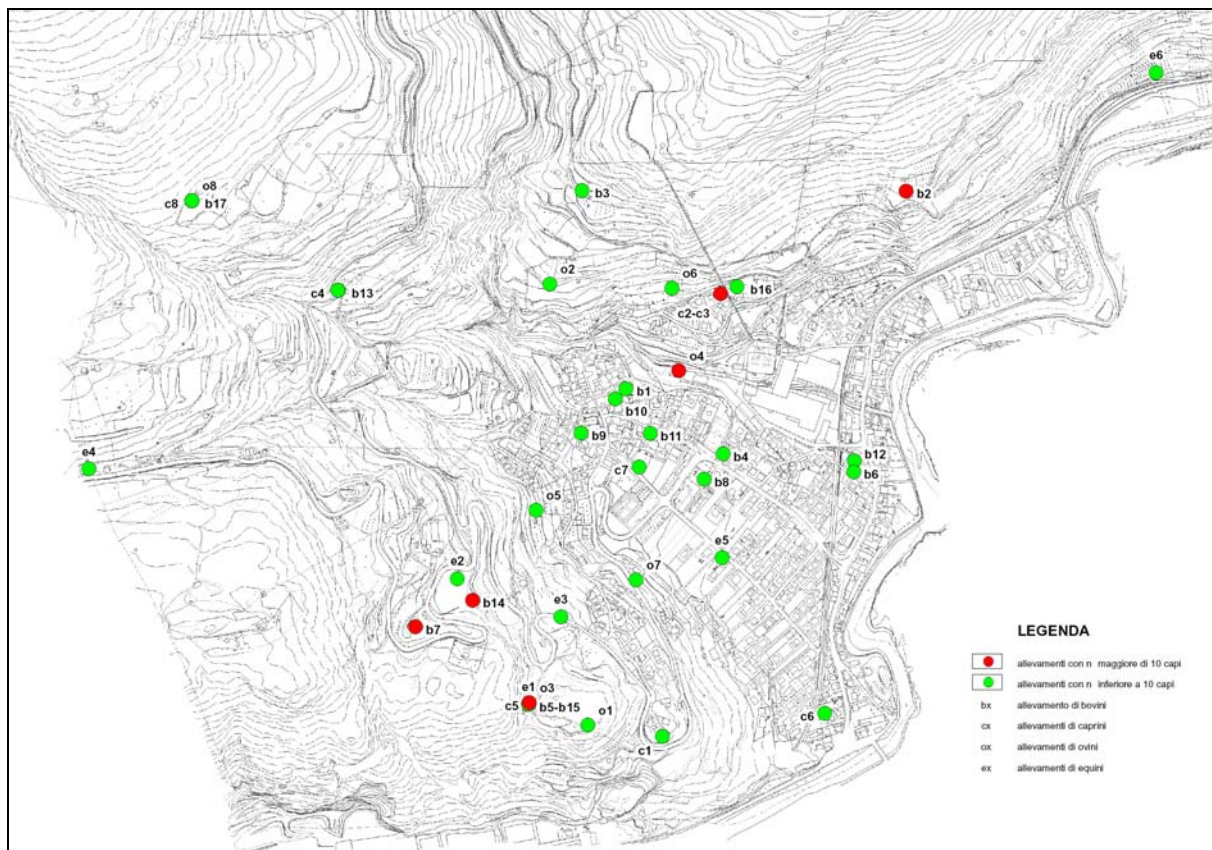 e6
b3
b2
o8
c8 b17
o2
o6
b16
c4 b13
c2-c3
o4
b1
b10
b9
b11
b4
b12
c7
b6
e4
b8
o5
e5
e2
o7
b14
e3
b7
e1 o3
c5 b5-b15
o1
c6
c1
LEGENDA
allevamenti con n maggiore di 10 capi
allevamenti con n inferiore a 10 capi
bx allevamento di bovini
cx allevamenti di caprini
ox allevamenti di ovini
ex allevamenti di equini